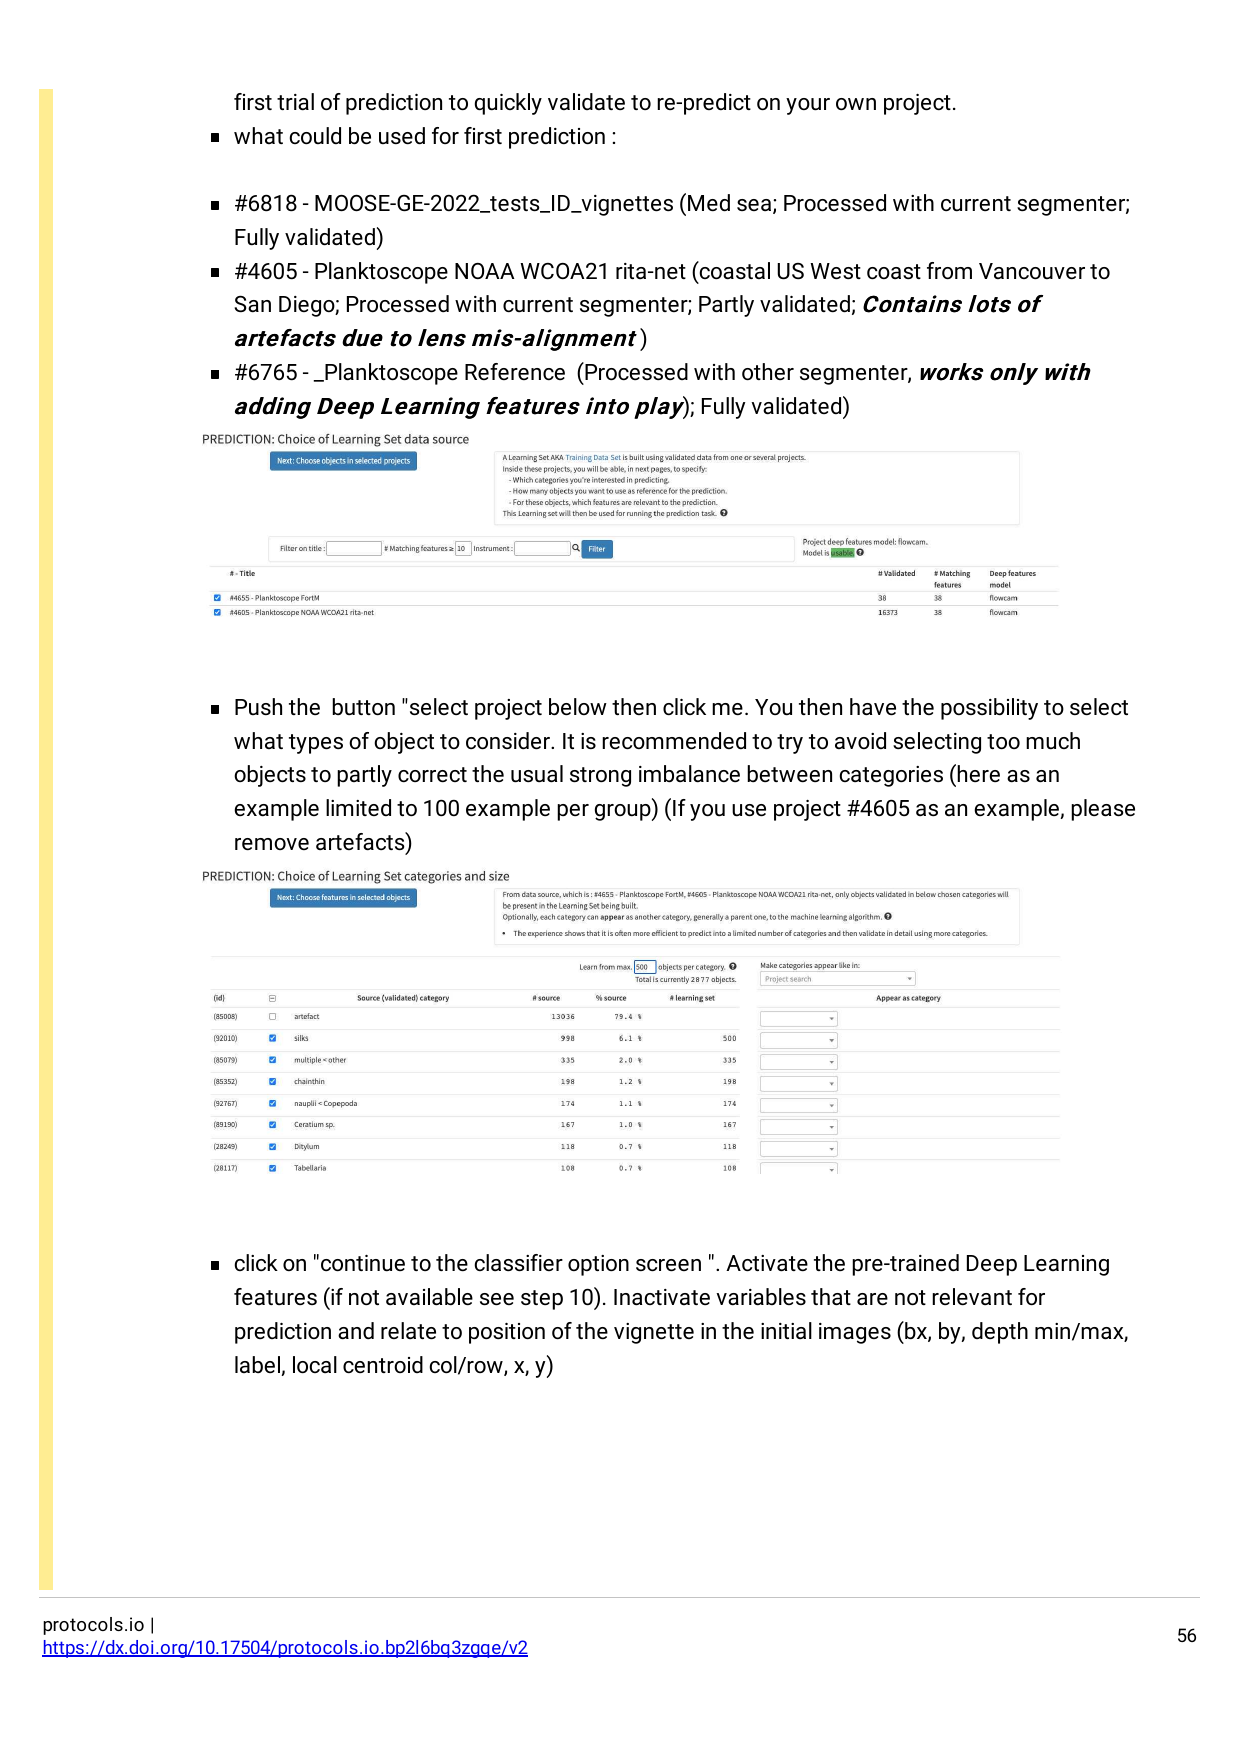 first trial of prediction to quickly validate to re-predict on your own project.
▪ what could be used for first prediction :
▪ #6818 - MOOSE-GE-2022_tests_ID_vignettes (Med sea; Processed with current segmenter;
Fully validated)
▪ #4605 - Planktoscope NOAA WCOA21 rita-net (coastal US West coast from Vancouver to
San Diego; Processed with current segmenter; Partly validated; Contains lots of
artefacts due to lens mis-alignment )
▪ #6765 - _Planktoscope Reference  (Processed with other segmenter, works only with
adding Deep Learning features into play); Fully validated)
PREDICTION: Choice of Learning Set data source
Next: Choose objects in selected projects
A Learning Set AKA Training Data Set is built using validated data from one or several projects.
Inside these projects, you will be able, in next pages, to specify:
- Which categories you're interested in predicting.
- How many objects you want to use as reference for the prediction.
- For these objects, which features are relevant to the prediction.
This Learning set will then be used for running the prediction task. ?
Filter on title : # Matching features ≥ 10 Instrument : Filter
Project deep features model: flowcam.
Model is usable ?
# - Title # Validated # Matching features Deep features model
#4655 - Planktoscope FortM 38 38 flowcam
#4605 - Planktoscope NOAA WCOA21 rita-net 16373 38 flowcam
▪ Push the  button "select project below then click me. You then have the possibility to select
what types of object to consider. It is recommended to try to avoid selecting too much
objects to partly correct the usual strong imbalance between categories (here as an
example limited to 100 example per group) (If you use project #4605 as an example, please
remove artefacts)
PREDICTION: Choice of Learning Set categories and size
Next: Choose features in selected objects
From data source, which is : #4655 - Planktoscope FortM, #4605 - Planktoscope NOAA WCOA21 rita-net, only objects validated in below chosen categories will
be present in the Learning Set being built.
Optionally, each category can appear as another category, generally a parent one, to the machine learning algorithm. ?
• The experience shows that it is often more efficient to predict into a limited number of categories and then validate in detail using more categories.
Learn from max. 500 objects per category. ?
Total is currently 2877 objects.
Make categories appear like in:
Project search
(id) Source (validated) category # source % source # learning set Appear as category
(85008) artefact 13036 79.4 %
(92010) silks 998 6.1 % 500
(85079) multiple < other 335 2.0 % 335
(85352) chainthin 198 1.2 % 198
(92767) nauplii < Copepoda 174 1.1 % 174
(89190) Ceratium sp. 167 1.0 % 167
(28249) Ditylum 118 0.7 % 118
(28117) Tabellaria 108 0.7 % 108
▪ click on "continue to the classifier option screen ". Activate the pre-trained Deep Learning
features (if not available see step 10). Inactivate variables that are not relevant for
prediction and relate to position of the vignette in the initial images (bx, by, depth min/max,
label, local centroid col/row, x, y)
protocols.io |
https://dx.doi.org/10.17504/protocols.io.bp2l6bq3zgqe/v2
56